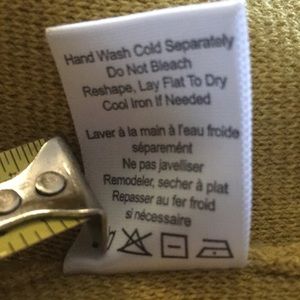 Hand Wash Cold Separately
Do Not Bleach
Reshape, Lay Flat To Dry
Cool Iron If Needed
Laver à la main à l'eau froide
séparément
Ne pas javelliser
Remodeler, secher à plat
Repasser au fer froid
si nécessaire